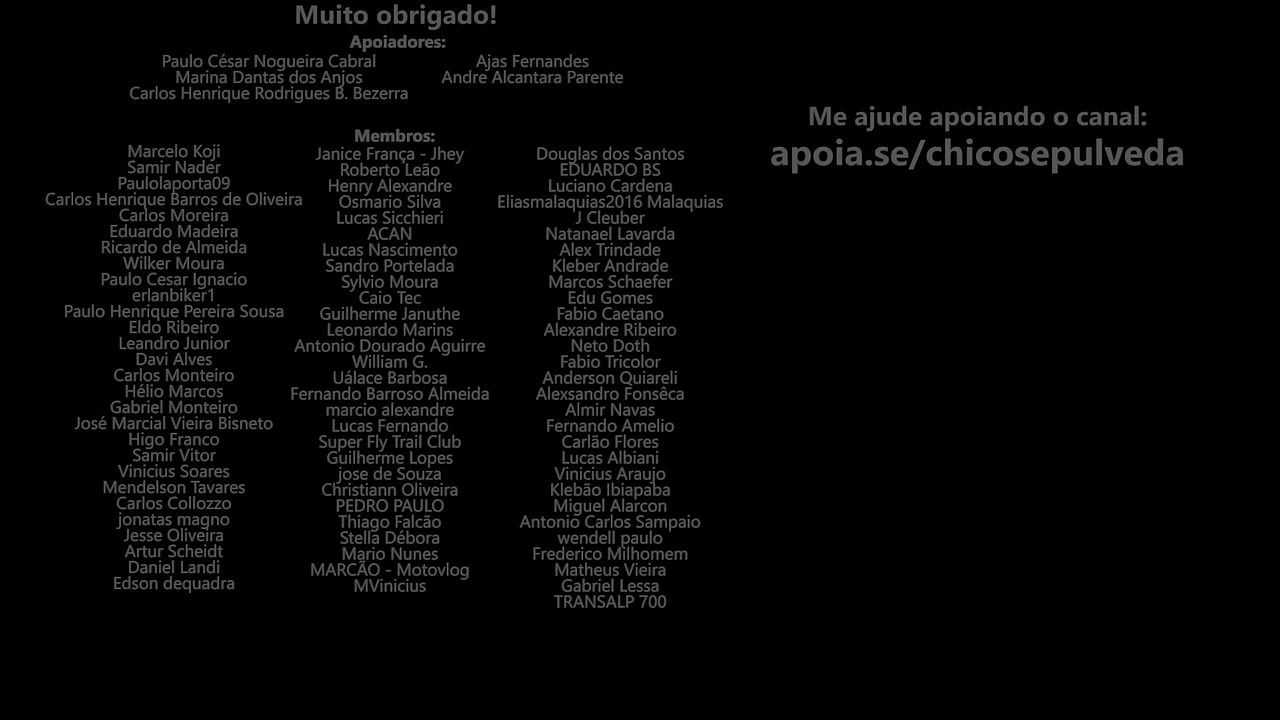 Muito obrigado!
Apoiadores:
Paulo César Nogueira Cabral
Marina Dantas dos Anjos
Carlos Henrique Rodrigues B. Bezerra
Ajas Fernandes
Andre Alcantara Parente
Membros:
Marcelo Koji
Samir Nader
Paulolaporta09
Carlos Henrique Barros de Oliveira
Carlos Moreira
Eduardo Madeira
Ricardo de Almeida
Wilker Moura
Paulo Cesar Ignacio
erlanbiker1
Paulo Henrique Pereira Sousa
Eldo Ribeiro
Leandro Junior
Davi Alves
Carlos Monteiro
Hélio Marcos
Gabriel Monteiro
José Marcial Vieira Bisneto
Higo Franco
Samir Vitor
Vinicius Soares
Mendelson Tavares
Carlos Collozzo
jonatas magno
Jesse Oliveira
Artur Scheidt
Daniel Landi
Edson dequadra
Janice França - Jhey
Roberto Leão
Henry Alexandre
Osmario Silva
Lucas Sicchieri
ACAN
Lucas Nascimento
Sandro Portelada
Sylvio Moura
Caio Tec
Guilherme Januthe
Leonardo Marins
Antonio Dourado Aguirre
William G.
Uálace Barbosa
Fernando Barroso Almeida
marcio alexandre
Lucas Fernando
Super Fly Trail Club
Guilherme Lopes
jose de Souza
Christiann Oliveira
PEDRO PAULO
Thiago Falcão
Stella Débora
Mario Nunes
MARCÃO - Motovlog
MVinicius
Douglas dos Santos
EDUARDO BS
Luciano Cardena
Eliasmalaquias2016 Malaquias
J Cleuber
Natanael Lavarda
Alex Trindade
Kleber Andrade
Marcos Schaefer
Edu Gomes
Fabio Caetano
Alexandre Ribeiro
Neto Doth
Fabio Tricolor
Anderson Quiareli
Alexsandro Fonsêca
Almir Navas
Fernando Amelio
Carlão Flores
Lucas Albiani
Vinicius Araujo
Klebão Ibiapaba
Miguel Alarcon
Antonio Carlos Sampaio
wendell paulo
Frederico Milhomem
Matheus Vieira
Gabriel Lessa
TRANSALP 700
Me ajude apoiando o canal:
apoia.se/chicosepulveda